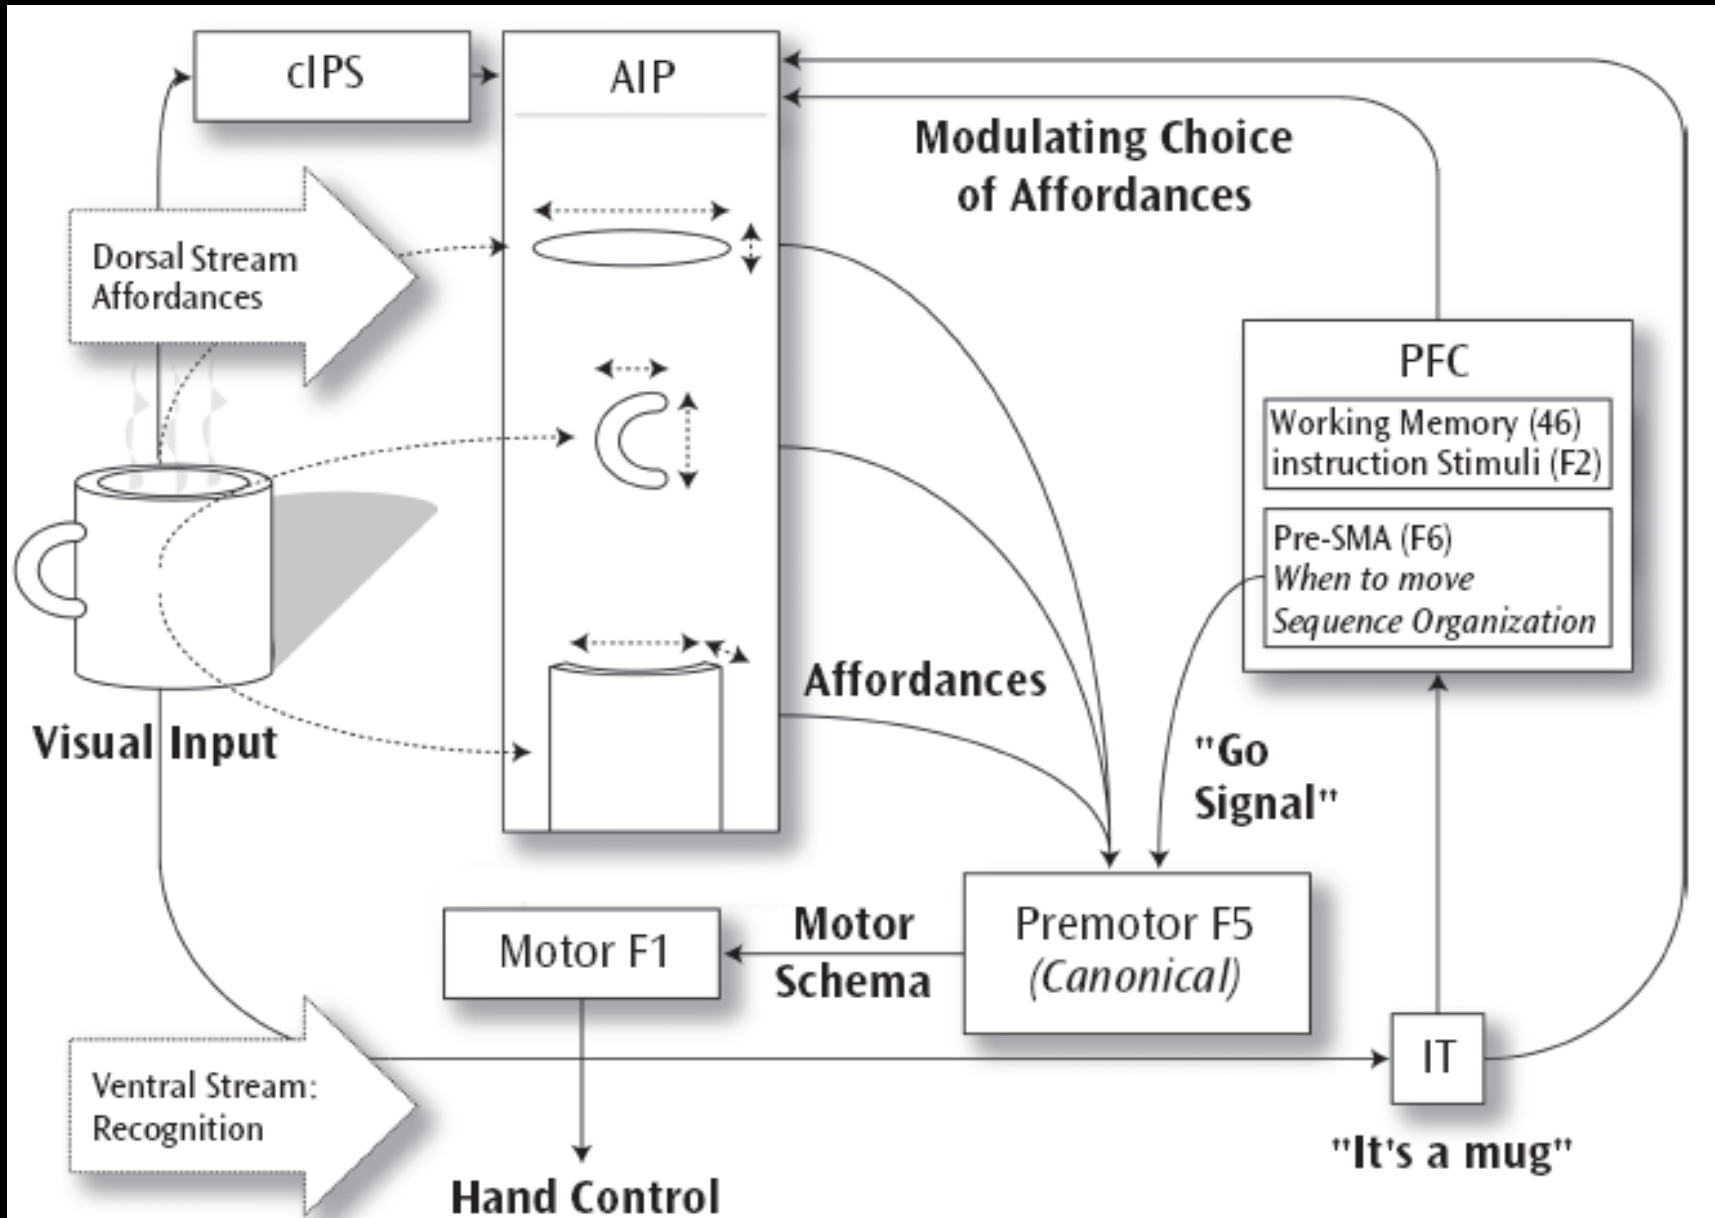 cIPS
AIP
Modulating Choice
of Affordances
Dorsal Stream
Affordances
PFC
Working Memory (46)
instruction Stimuli (F2)
Pre-SMA (F6)
When to move
Sequence Organization
Affordances
Visual Input
"Go
Signal"
Motor F1
Motor
Schema
Premotor F5
(Canonical)
IT
Ventral Stream:
Recognition
"It's a mug"
Hand Control